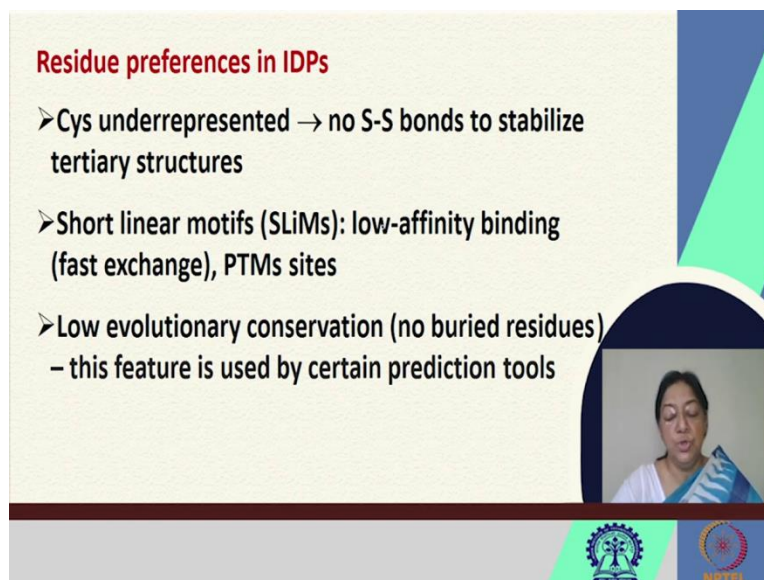 Residue preferences in IDPs
➢Cys underrepresented → no S-S bonds to stabilize
tertiary structures
➢Short linear motifs (SLiMs): low-affinity binding
(fast exchange), PTMs sites
➢Low evolutionary conservation (no buried residues)
– this feature is used by certain prediction tools
NPTEL